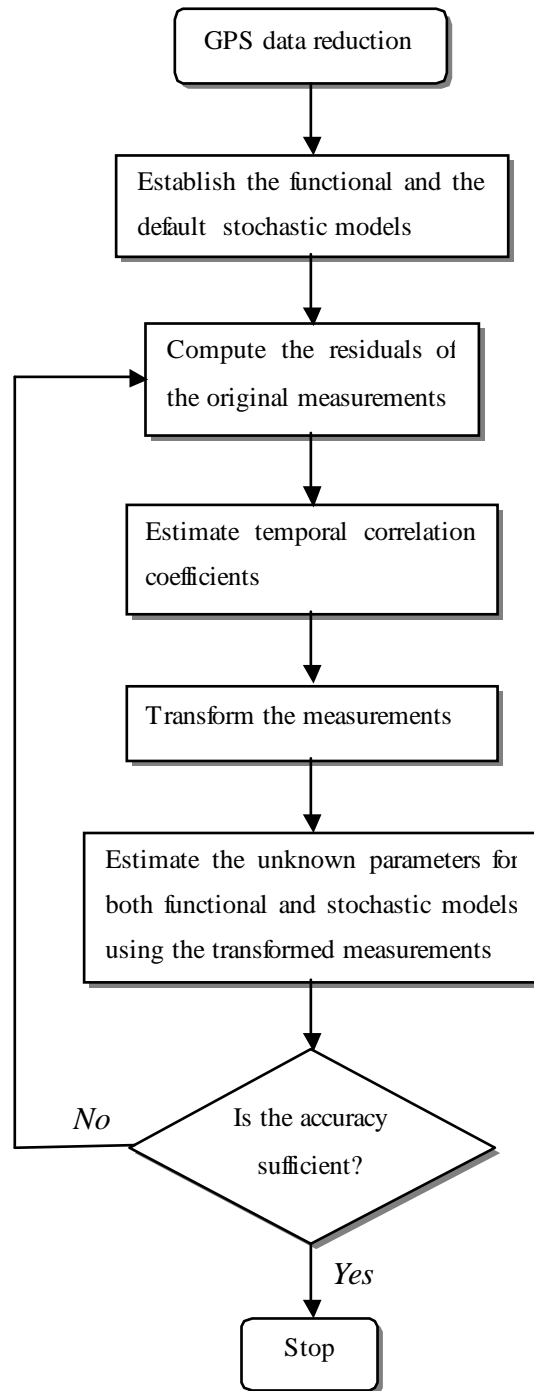 GPS data reduction
Establish the functional and the
default stochastic models
Compute the residuals of
the original measurements
Estimate temporal correlation
coefficients
Transform the measurements
Estimate the unknown parameters for
both functional and stochastic models
using the transformed measurements
No
Is the accuracy
sufficient?
Yes
Stop